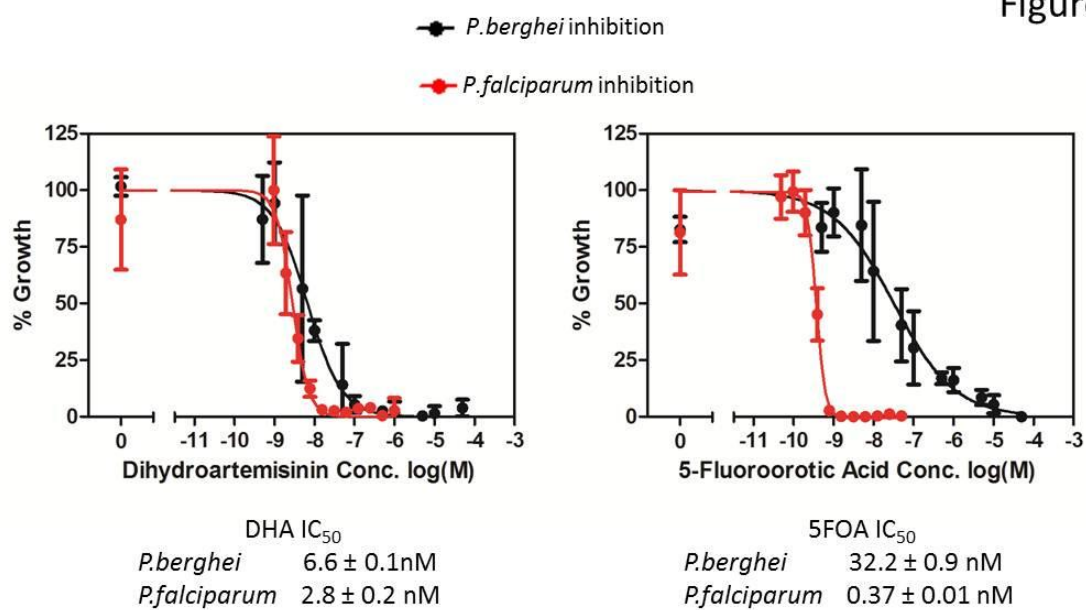 Figure
P.berghei inhibition
P.falciparum inhibition
125
100
75
50
25
0
% Growth
0 -11 -10 -9 -8 -7 -6 -5 -4 -3
Dihydroartemisinin Conc. log(M)
DHA IC50
P.berghei 6.6 ± 0.1nM
P.falciparum 2.8 ± 0.2 nM
125
100
75
50
25
0
% Growth
0 -11 -10 -9 -8 -7 -6 -5 -4 -3
5-Fluoroorotic Acid Conc. log(M)
5FOA IC50
P.berghei 32.2 ± 0.9 nM
P.falciparum 0.37 ± 0.01 nM